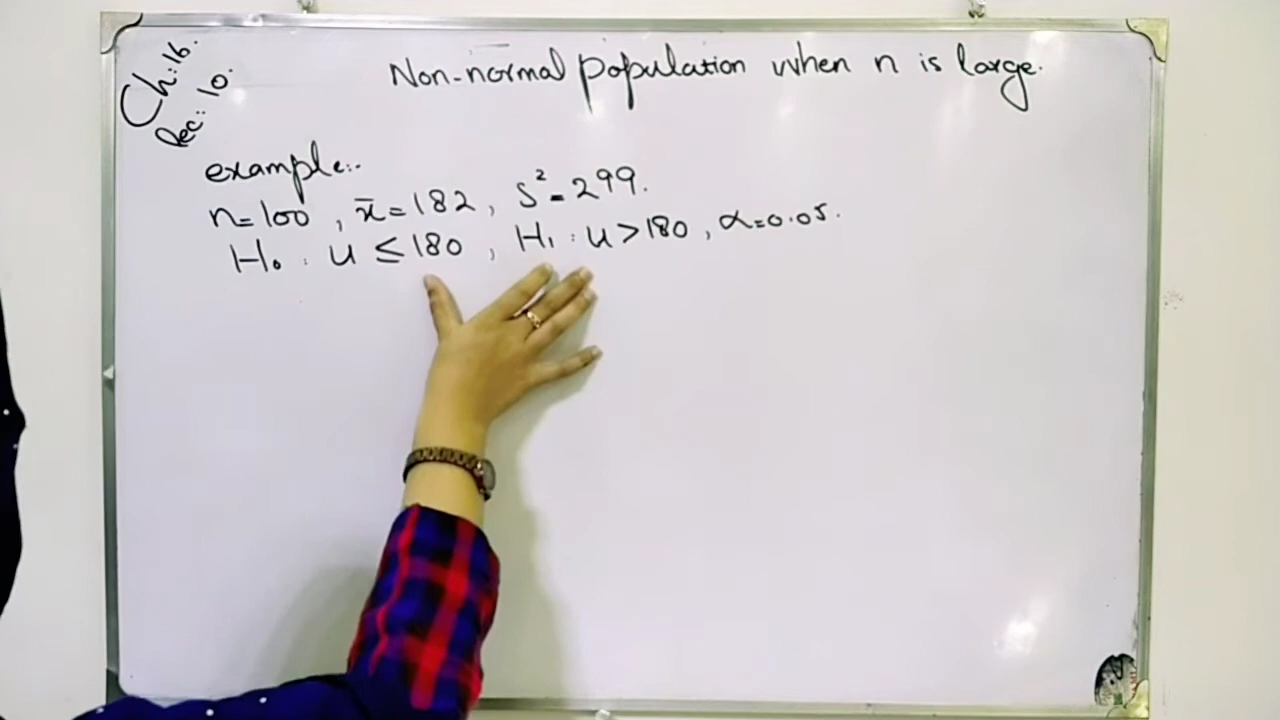 Ch: 16.
lec: 10.
Non-normal population when n is large.
example:-
n=100, x̄=182, S²=299.
H₀ : u ≤ 180, H₁ : u > 180, α=0.05.